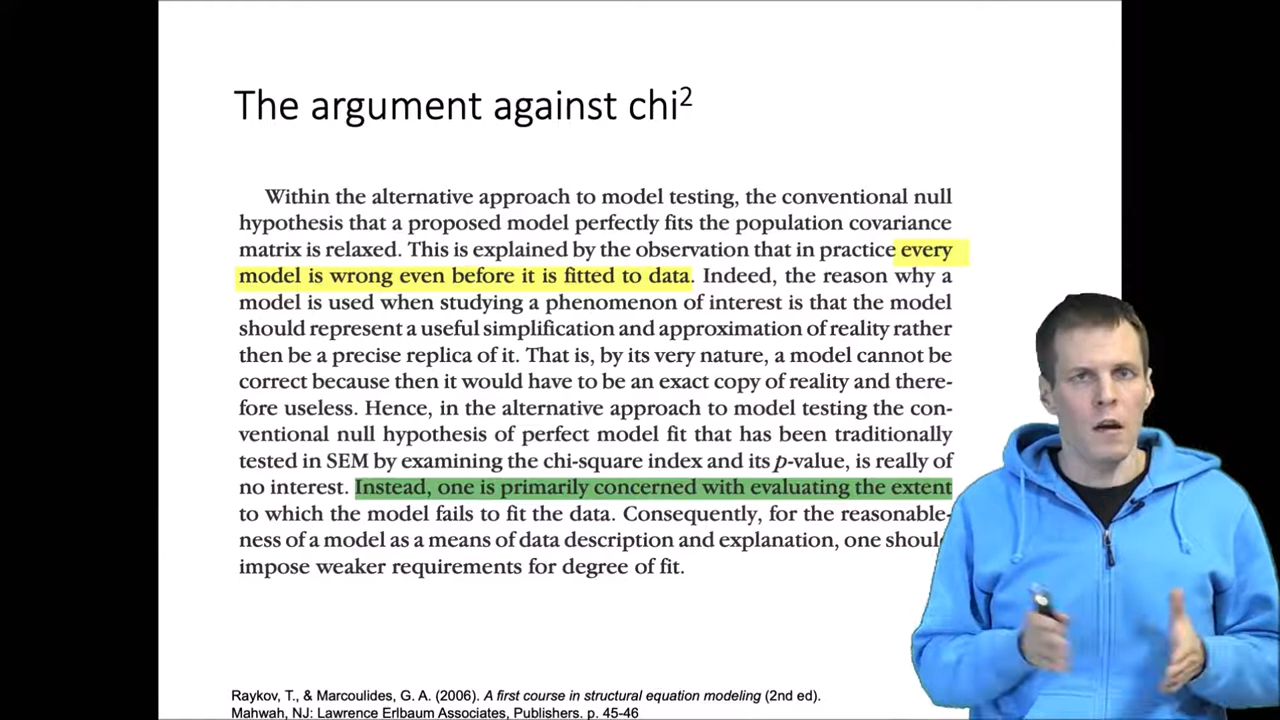 The argument against chi²
Within the alternative approach to model testing, the conventional null
hypothesis that a proposed model perfectly fits the population covariance
matrix is relaxed. This is explained by the observation that in practice every
model is wrong even before it is fitted to data. Indeed, the reason why a
model is used when studying a phenomenon of interest is that the model
should represent a useful simplification and approximation of reality rather
then be a precise replica of it. That is, by its very nature, a model cannot be
correct because then it would have to be an exact copy of reality and there-
fore useless. Hence, in the alternative approach to model testing the con-
ventional null hypothesis of perfect model fit that has been traditionally
tested in SEM by examining the chi-square index and its p-value, is really of
no interest. Instead, one is primarily concerned with evaluating the extent
to which the model fails to fit the data. Consequently, for the reasonable-
ness of a model as a means of data description and explanation, one should
impose weaker requirements for degree of fit.
Raykov, T., & Marcoulides, G. A. (2006). A first course in structural equation modeling (2nd ed).
Mahwah, NJ: Lawrence Erlbaum Associates, Publishers. p. 45-46